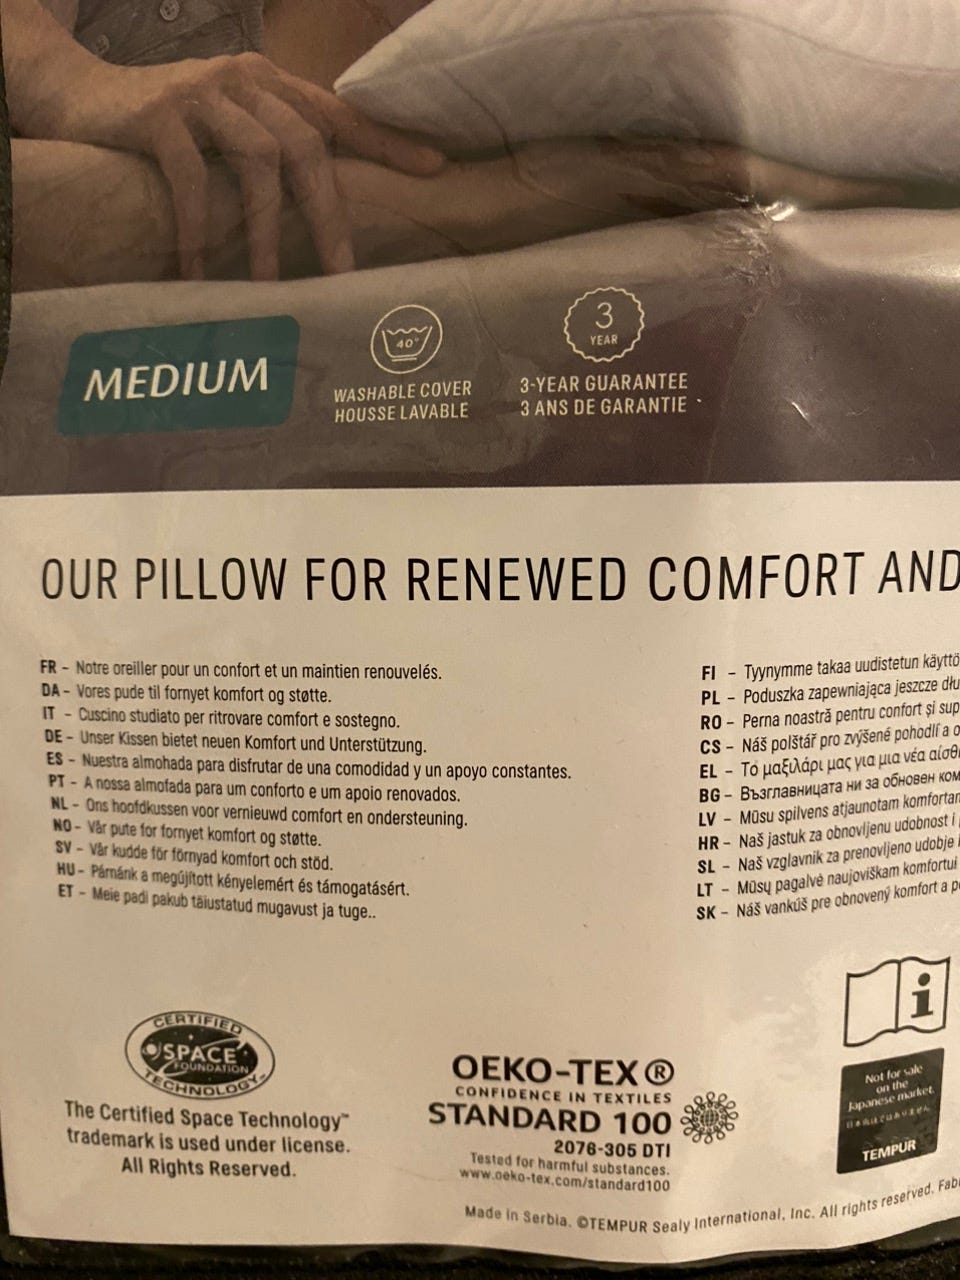 MEDIUM
40°
WASHABLE COVER
HOUSSE LAVABLE
3
YEAR
3-YEAR GUARANTEE
3 ANS DE GARANTIE
OUR PILLOW FOR RENEWED COMFORT AND
FR - Notre oreiller pour un confort et un maintien renouvelés.
DA - Vores pude til fornyet komfort og støtte.
IT - Cuscino studiato per ritrovare comfort e sostegno.
DE - Unser Kissen bietet neuen Komfort und Unterstützung.
ES - Nuestra almohada para disfrutar de una comodidad y un apoyo constantes.
PT - A nossa almofada para um conforto e um apoio renovados.
NL - Ons hoofdkussen voor vernieuwd comfort en ondersteuning.
NO - Vår pute for fornyet komfort og støtte.
SV - Vår kudde för förnyad komfort och stöd.
HU - Párnánk a megújított kényelemért és támogatásért.
ET - Meie padi pakub täiustatud mugavust ja tuge..
FI - Tyynymme takaa uudistetun käyttö
PL - Poduszka zapewniająca jeszcze dłu
RO - Perna noastră pentru confort și sup
CS - Náš polštář pro zvýšené pohodlí a o
EL - Το μαξιλάρι μας για μια νέα αίσθ
BG - Възглавницата ни за обновен ком
LV - Mūsu spilvens atjaunotam komfortam
HR - Naš jastuk za obnovljenu udobnost i
SL - Naš vzglavnik za prenovljeno udobje i
LT - Mūsų pagalvė naujoviškam komfortui
SK - Náš vankúš pre obnovený komfort a p
CERTIFIED
SPACE
FOUNDATION
TECHNOLOGY™
The Certified Space Technology™
trademark is used under license.
All Rights Reserved.
OEKO-TEX®
CONFIDENCE IN TEXTILES
STANDARD 100
2076-305 DTI
Tested for harmful substances.
www.oeko-tex.com/standard100
i
Not for sale
on the
Japanese market.
TEMPUR
Made in Serbia. ©TEMPUR Sealy International, Inc. All rights reserved. Fab